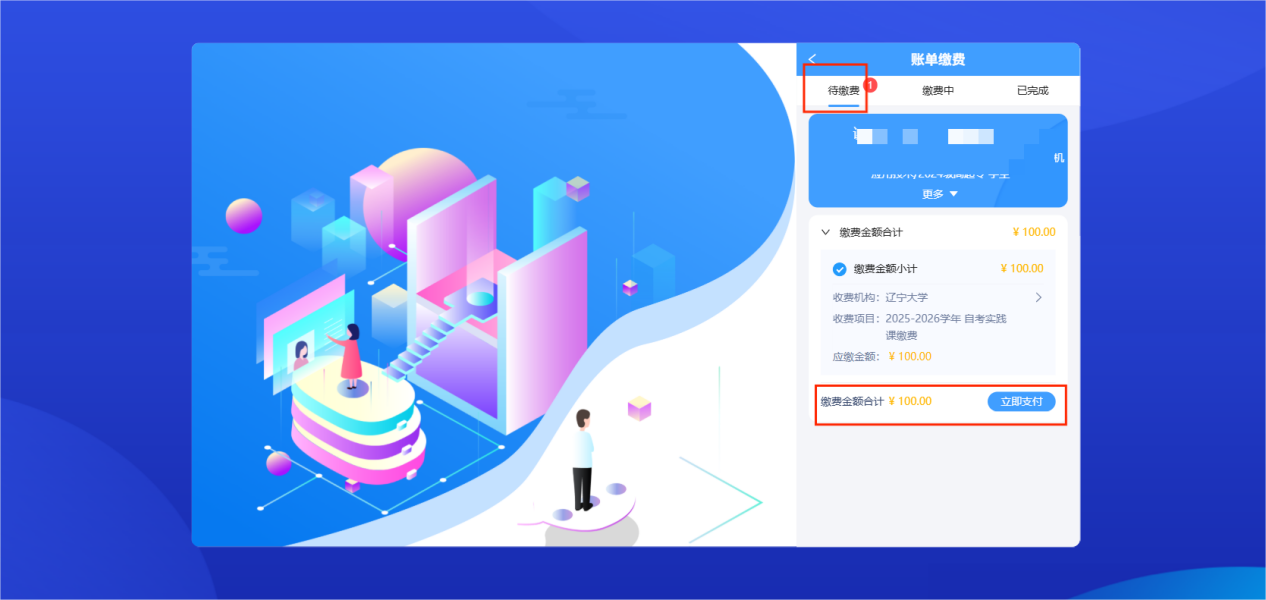 账单缴费
待缴费 1 缴费中 已完成
机
更多
缴费金额合计 ¥ 100.00
缴费金额小计 ¥ 100.00
收费机构：辽宁大学
收费项目：2025-2026学年 自考实践
课缴费
应缴金额：¥ 100.00
缴费金额合计 ¥ 100.00 立即支付